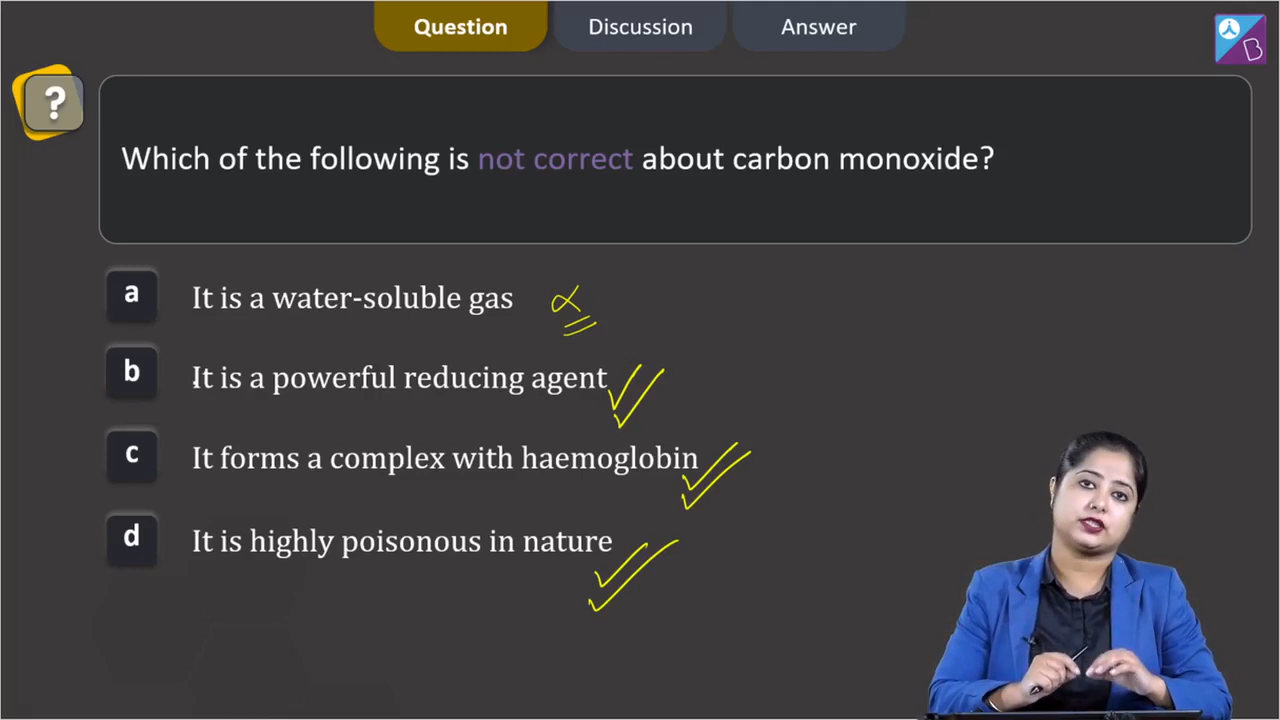 Question
Discussion
Answer
B
?
Which of the following is not correct about carbon monoxide?
a It is a water-soluble gas
b It is a powerful reducing agent
c It forms a complex with haemoglobin
d It is highly poisonous in nature